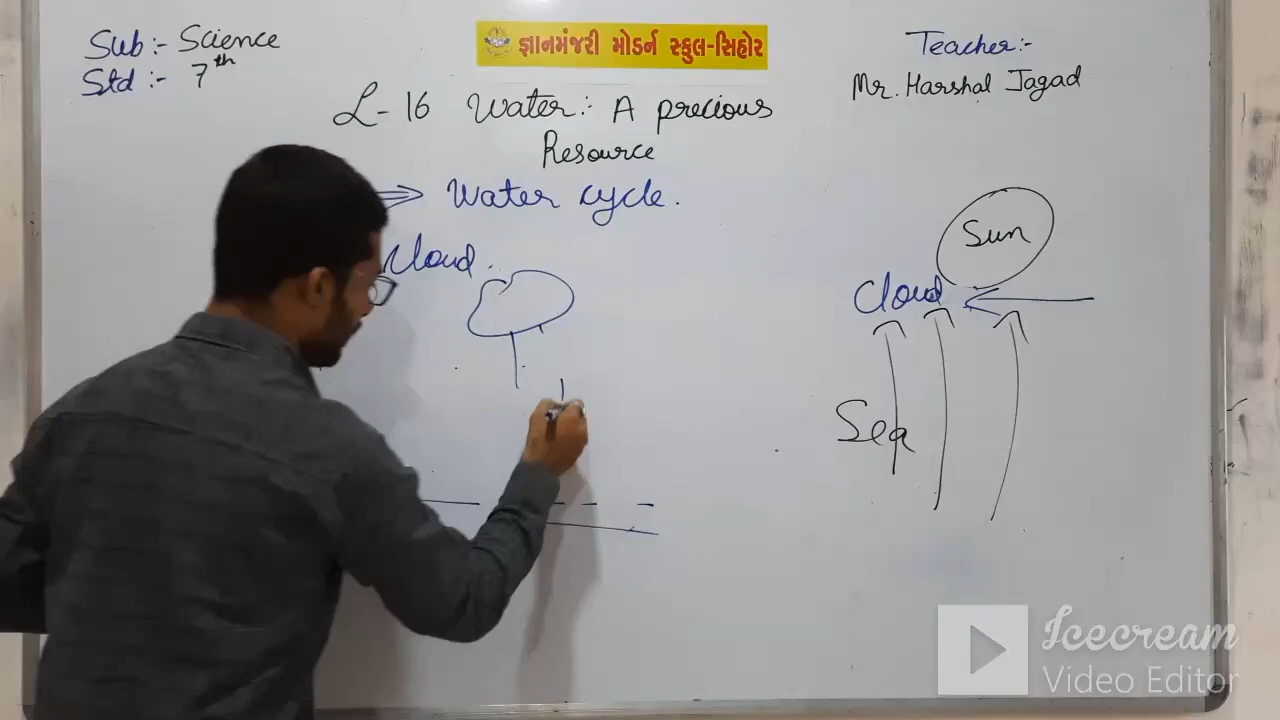 Sub:- Science
Std :- 7th
જ્ઞાનમંજરી મોડર્ન સ્કુલ-સિહોર
Teacher:-
Mr. Harshal Jagad
L- 16 Water: A precious
Resource
⇒ Water cycle.
Cloud.
Sun
Cloud
Sea
Icecream
Video Editor